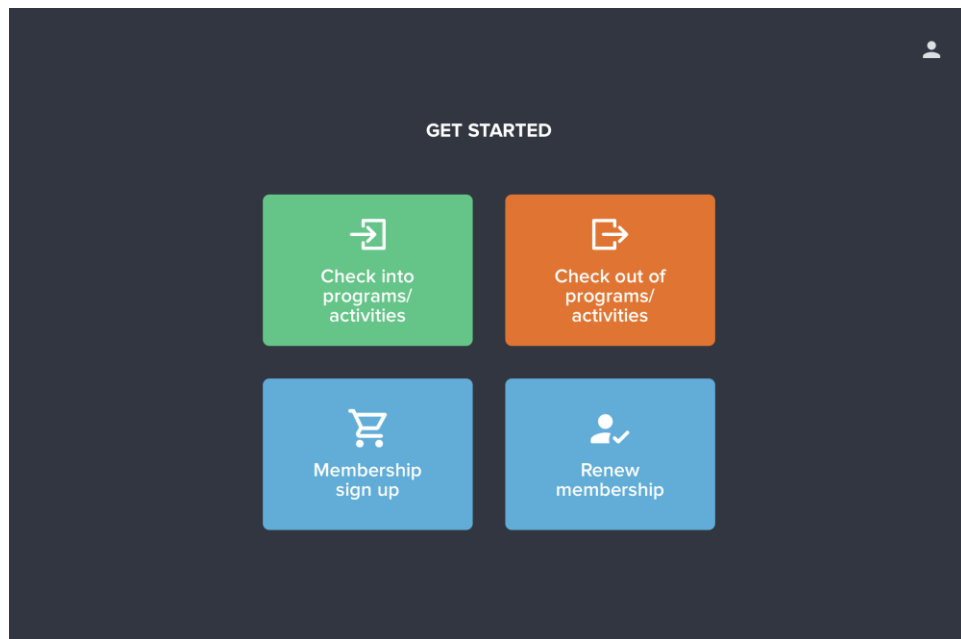 GET STARTED
Check into
programs/
activities
Check out of
programs/
activities
Membership
sign up
Renew
membership